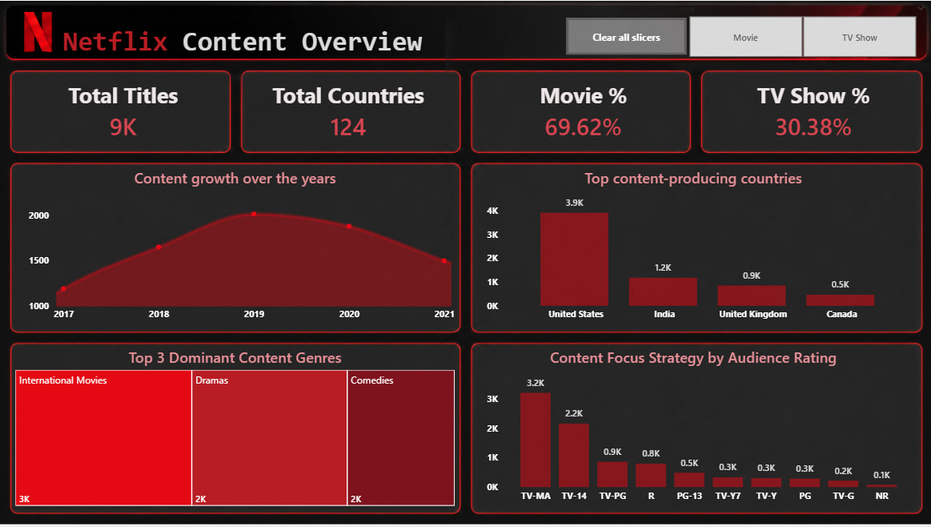 Netflix Content Overview
Clear all slicers
Movie
TV Show
Total Titles
9K
Total Countries
124
Movie %
69.62%
TV Show %
30.38%
Content growth over the years
2000
1500
1000
2017 2018 2019 2020 2021
Top content-producing countries
4K
3K
2K
1K
0K
3.9K 1.2K 0.9K 0.5K
United States India United Kingdom Canada
Top 3 Dominant Content Genres
International Movies Dramas Comedies
3K 2K 2K
Content Focus Strategy by Audience Rating
3K
2K
1K
0K
3.2K 2.2K 0.9K 0.8K 0.5K 0.3K 0.3K 0.3K 0.2K 0.1K
TV-MA TV-14 TV-PG R PG-13 TV-Y7 TV-Y PG TV-G NR